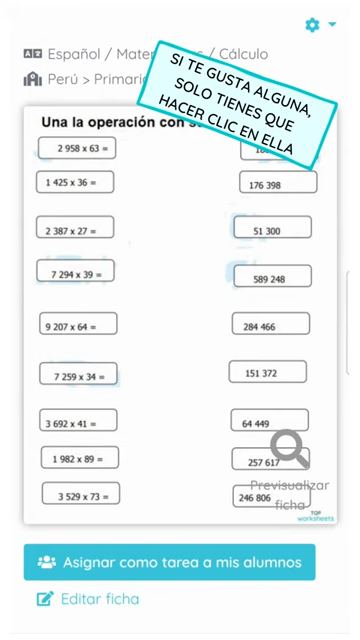 Español / Cálculo
Perú > Primaria
SI TE GUSTA ALGUNA,
SOLO TIENES QUE
HACER CLIC EN ELLA
Una la operación con
2 958 x 63 =
1 425 x 36 =
176 398
2 387 x 27 =
51 300
7 294 x 39 =
589 248
9 207 x 64 =
284 466
7 259 x 34 =
151 372
3 692 x 41 =
64 449
1 982 x 89 =
257 617
3 529 x 73 =
246 806
Previsualizar
ficha
TOP
worksheets
Asignar como tarea a mis alumnos
Editar ficha